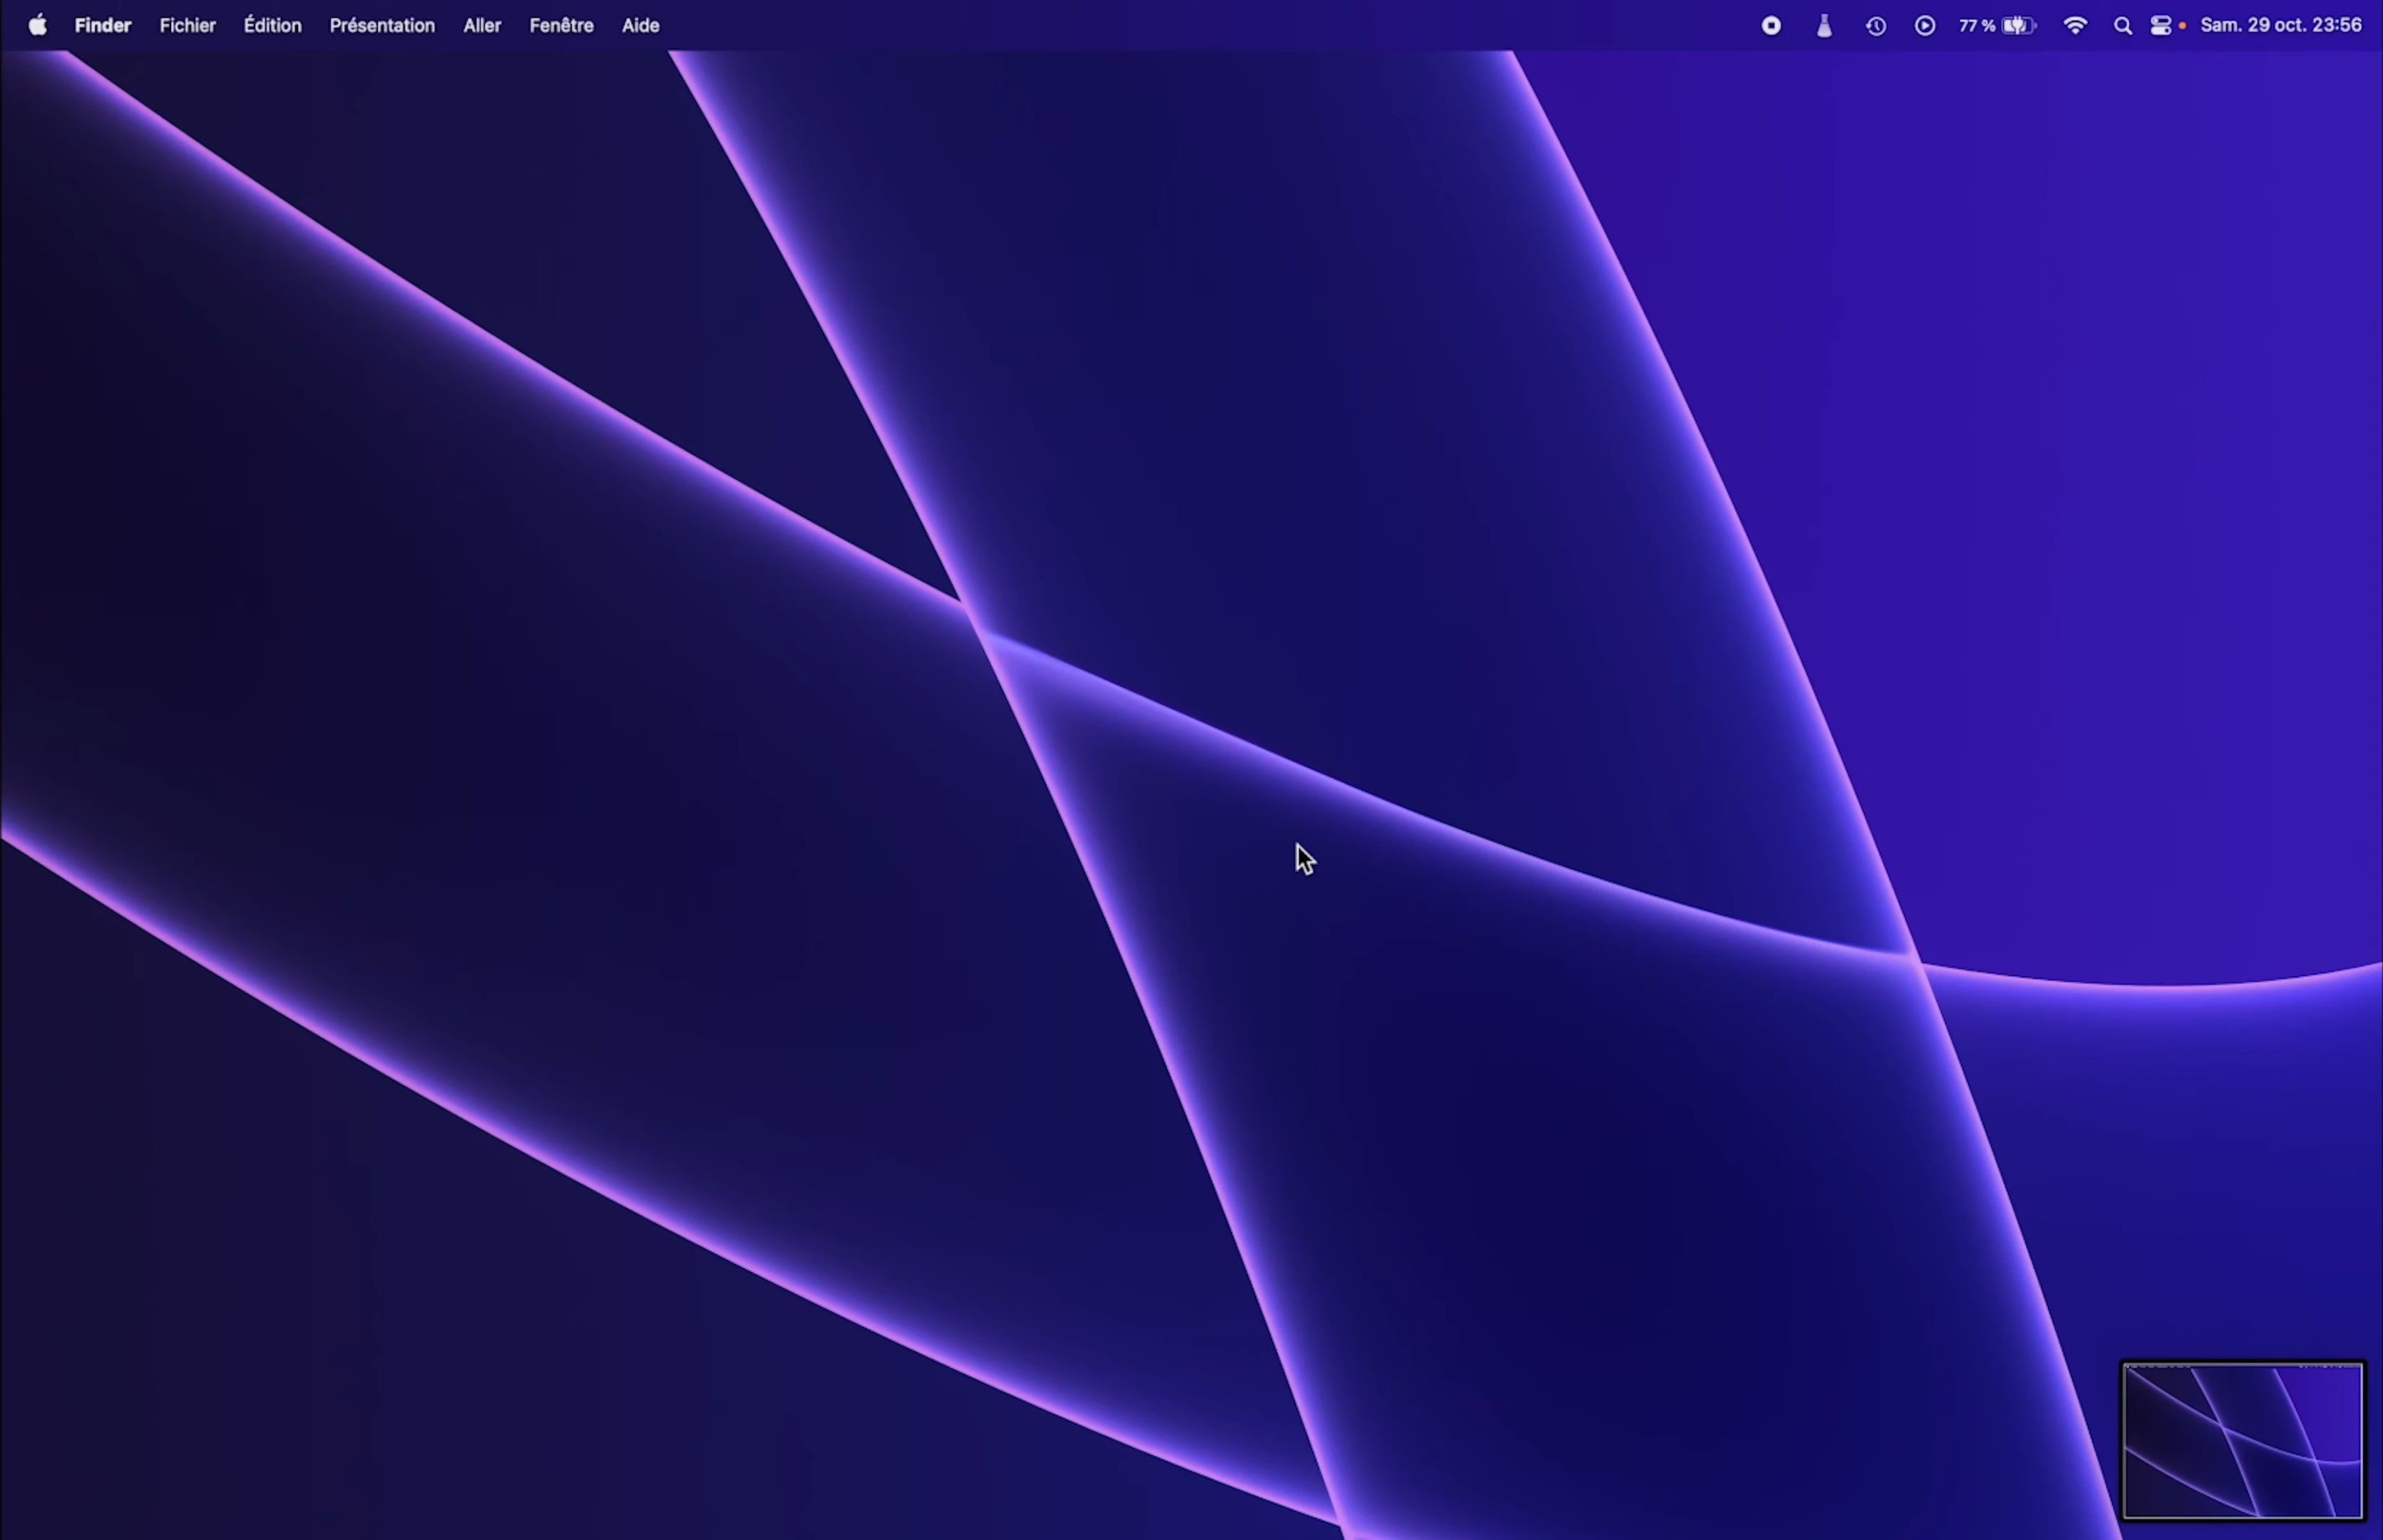 Finder Fichier Édition Présentation Aller Fenêtre Aide 77 % Sam. 29 oct. 23:56